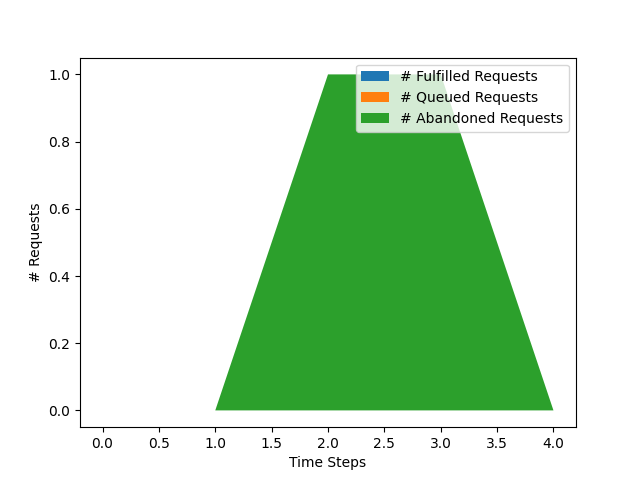 # Fulfilled Requests
# Queued Requests
# Abandoned Requests
1.0
0.8
0.6
0.4
0.2
0.0
# Requests
0.0 0.5 1.0 1.5 2.0 2.5 3.0 3.5 4.0
Time Steps